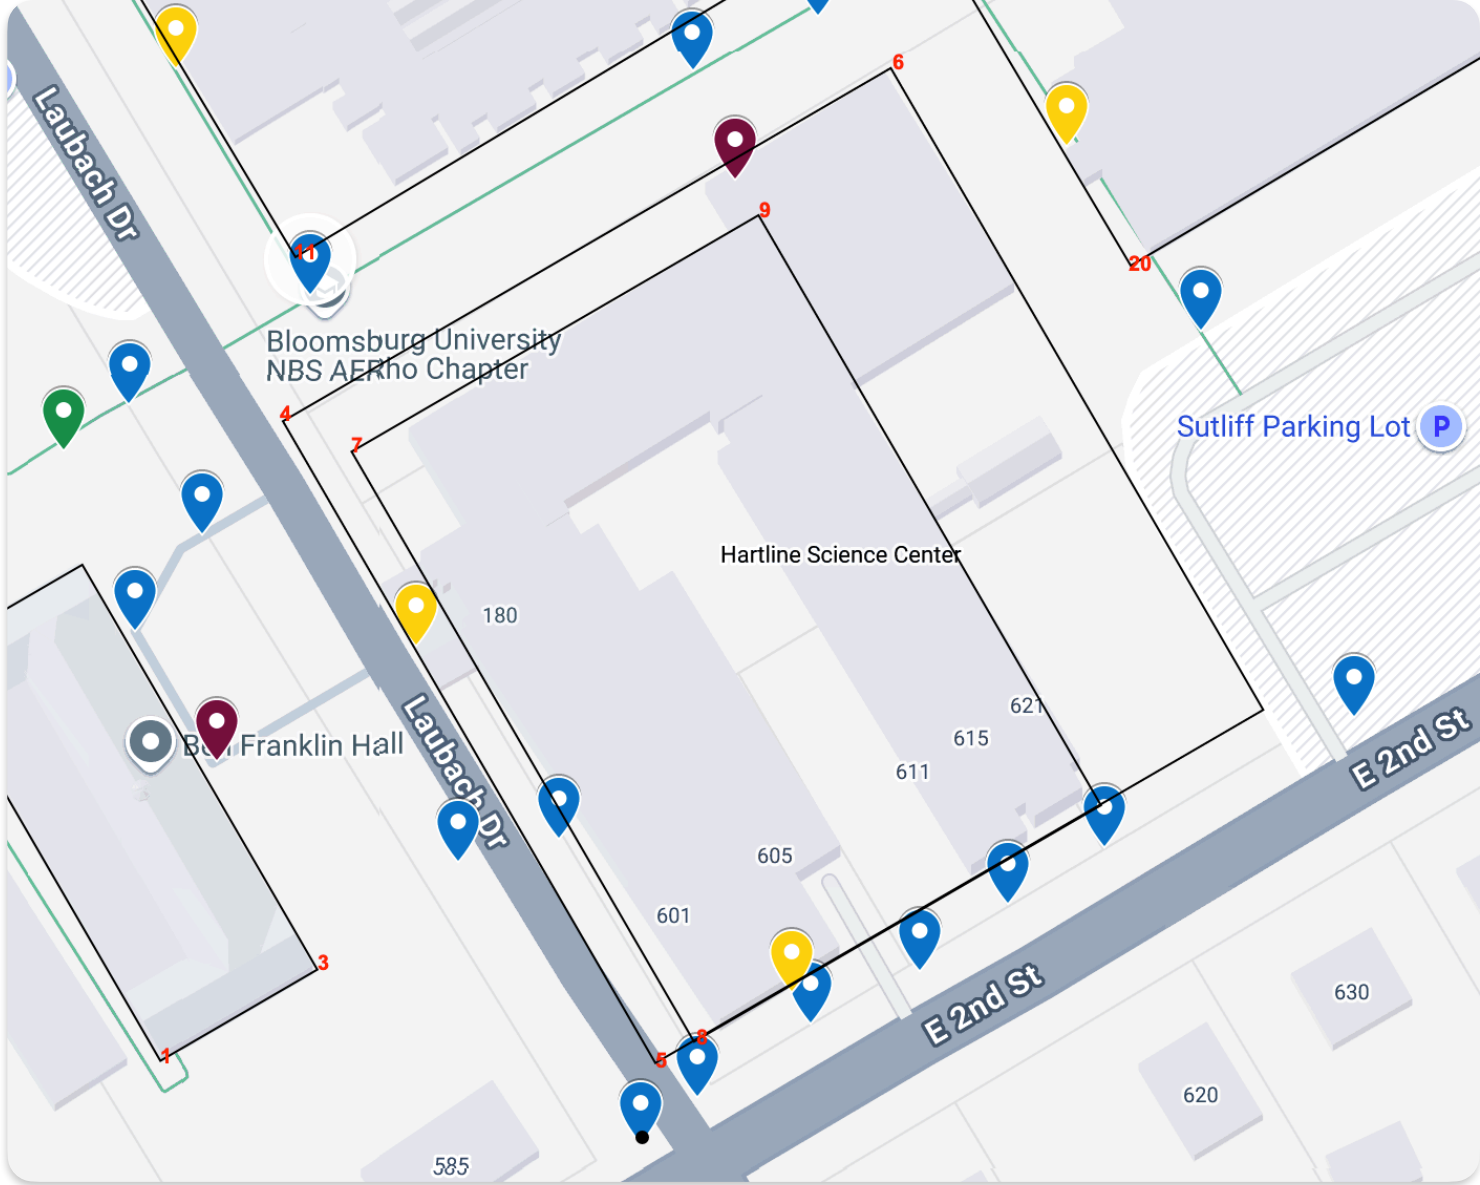 6
9
11
20
Laubach Dr
Bloomsburg University
NBS AERho Chapter
4
7
Sutliff Parking Lot
P
Hartline Science Center
180
621
615
611
Ben Franklin Hall
Laubach Dr
E 2nd St
605
601
3
630
E 2nd St
8
5
1
620
585